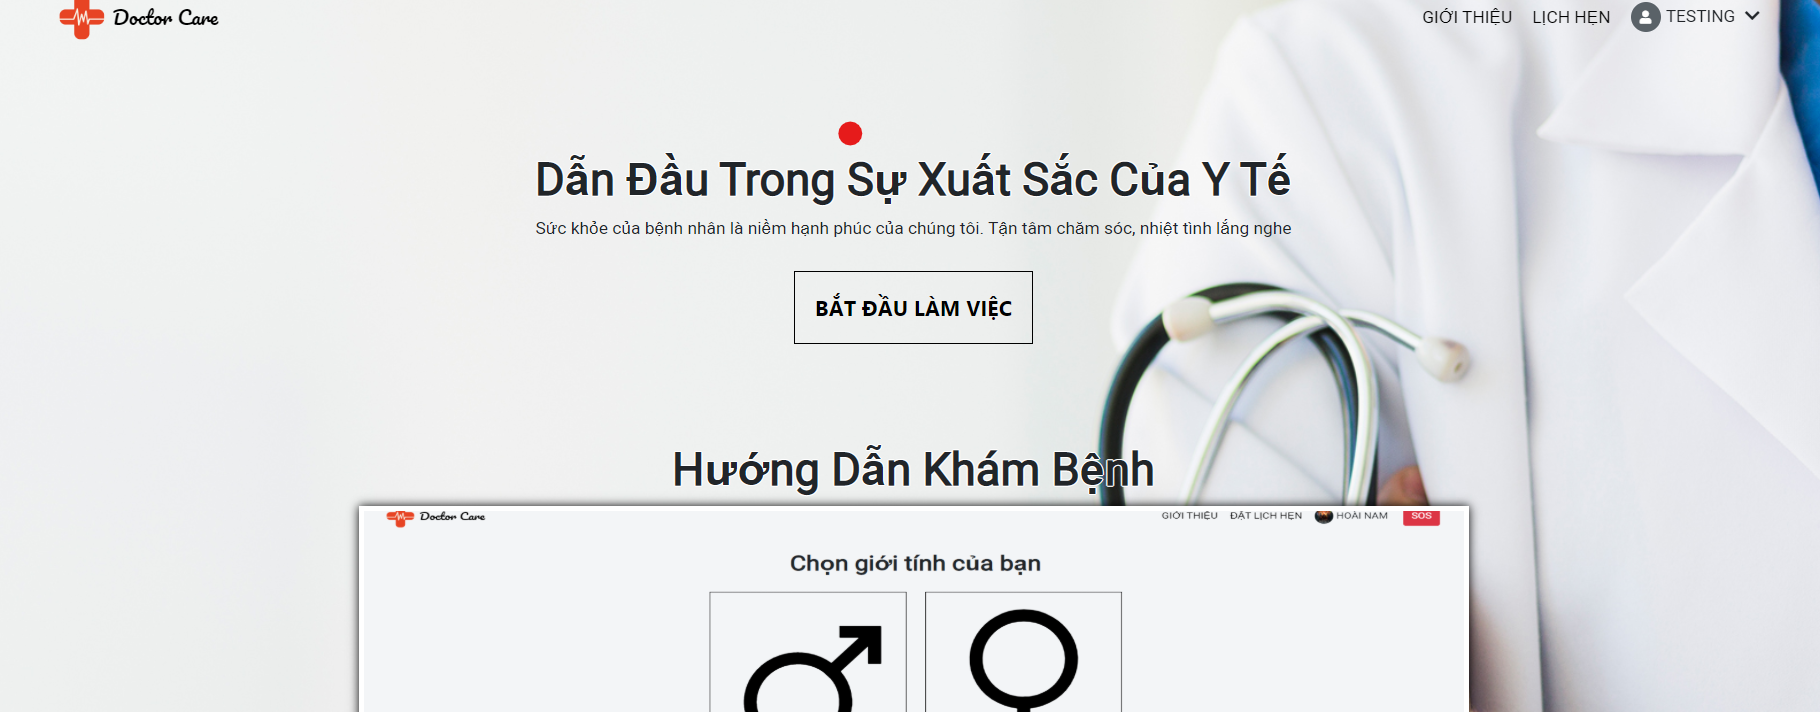 Doctor Care
GIỚI THIỆU LỊCH HẸN TESTING
Dẫn Đầu Trong Sự Xuất Sắc Của Y Tế
Sức khỏe của bệnh nhân là niềm hạnh phúc của chúng tôi. Tận tâm chăm sóc, nhiệt tình lắng nghe
BẮT ĐẦU LÀM VIỆC
Hướng Dẫn Khám Bệnh
Doctor Care
GIỚI THIỆU ĐẶT LỊCH HẸN HOÀI NAM SOS
Chọn giới tính của bạn